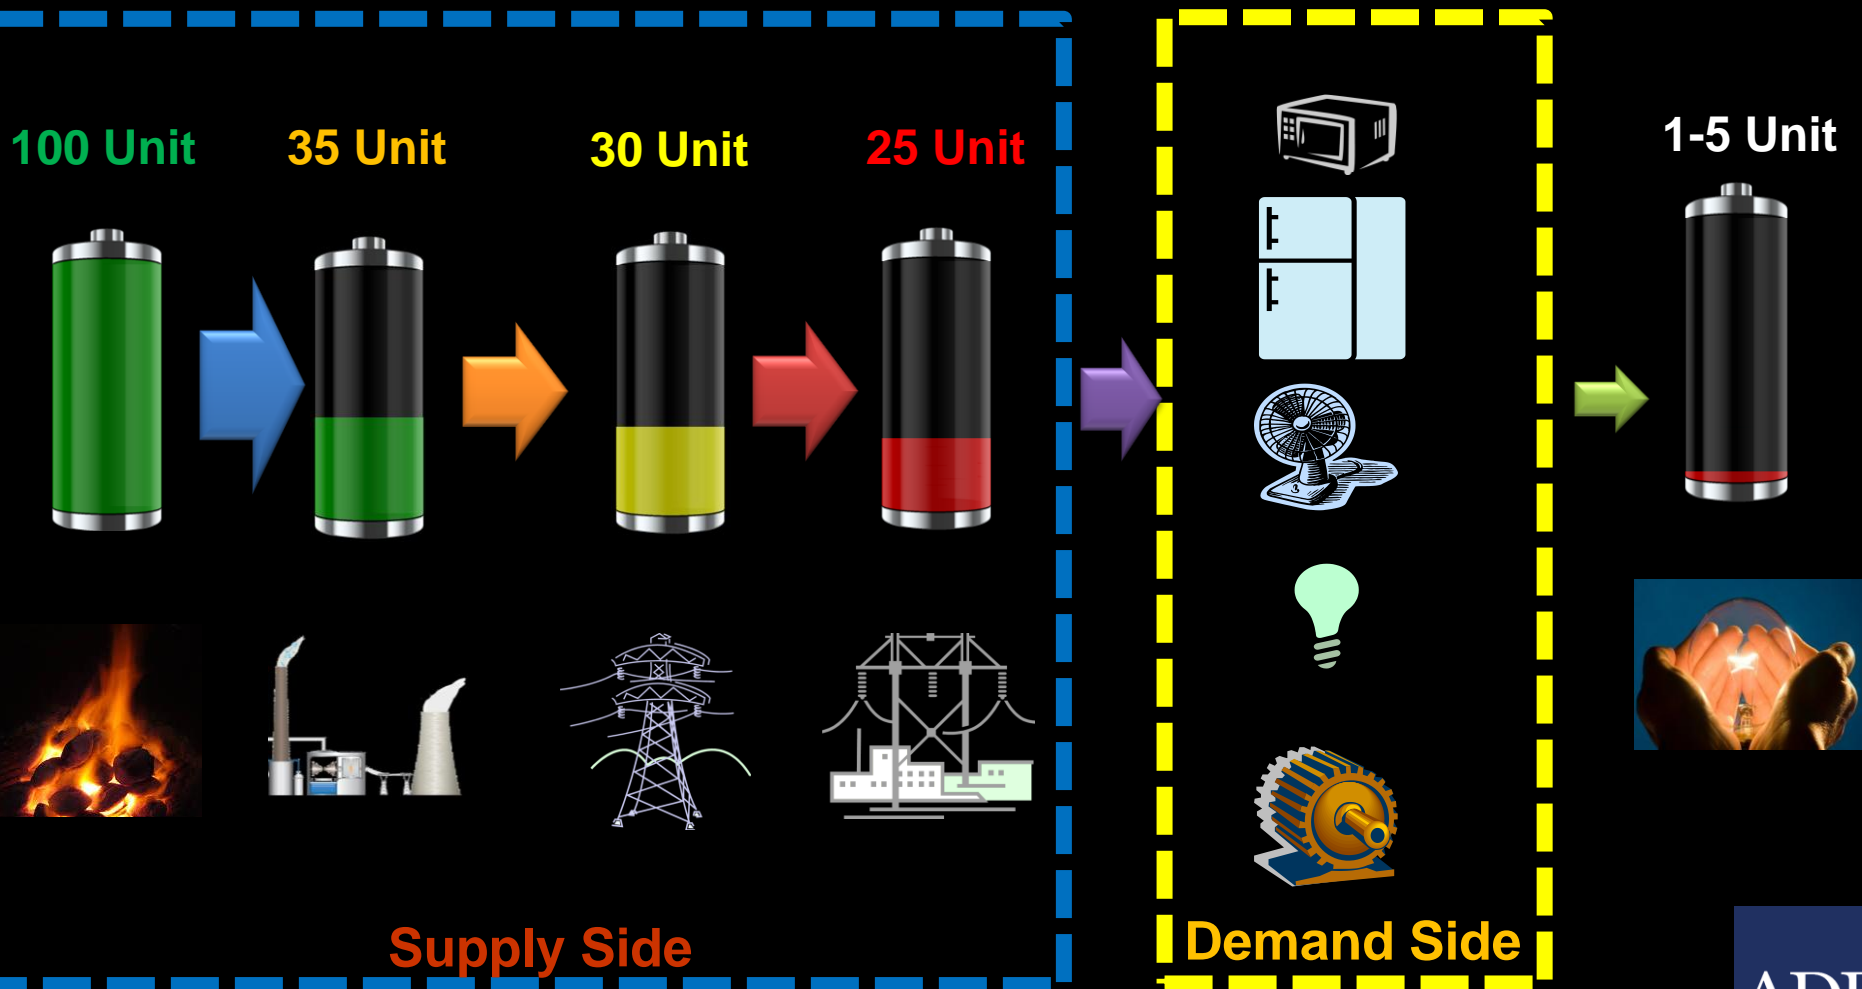 100 Unit
35 Unit
30 Unit
25 Unit
1-5 Unit
Supply Side
Demand Side